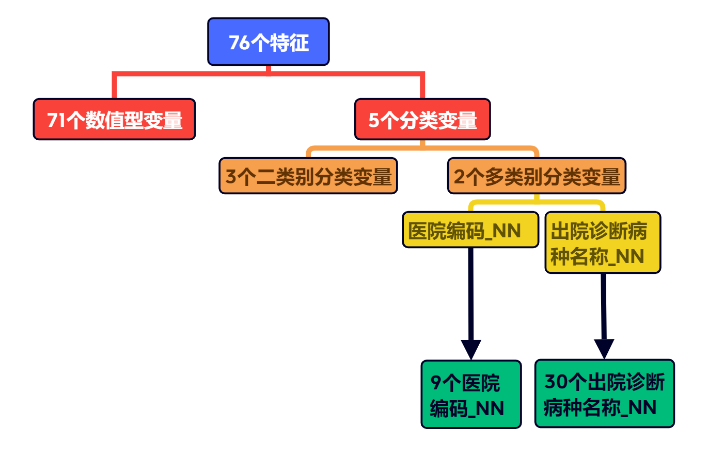 76个特征
71个数值型变量
5个分类变量
3个二类别分类变量
2个多类别分类变量
医院编码_NN
出院诊断病
种名称_NN
9个医院
编码_NN
30个出院诊断
病种名称_NN